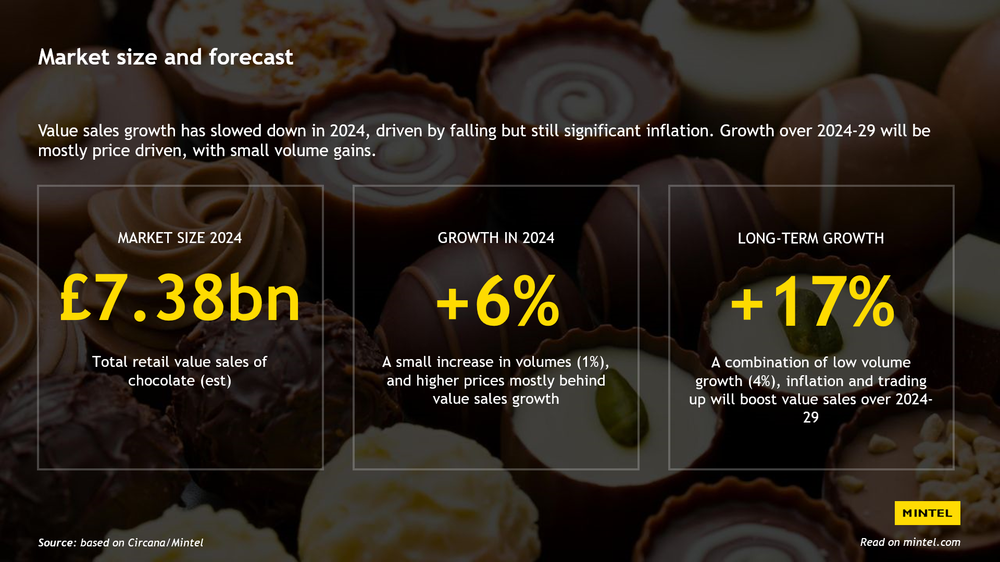 Market size and forecast
Value sales growth has slowed down in 2024, driven by falling but still significant inflation. Growth over 2024-29 will be
mostly price driven, with small volume gains.
MARKET SIZE 2024
£7.38bn
Total retail value sales of
chocolate (est)
GROWTH IN 2024
+6%
A small increase in volumes (1%),
and higher prices mostly behind
value sales growth
LONG-TERM GROWTH
+17%
A combination of low volume
growth (4%), inflation and trading
up will boost value sales over 2024-
29
MINTEL
Source: based on Circana/Mintel
Read on mintel.com